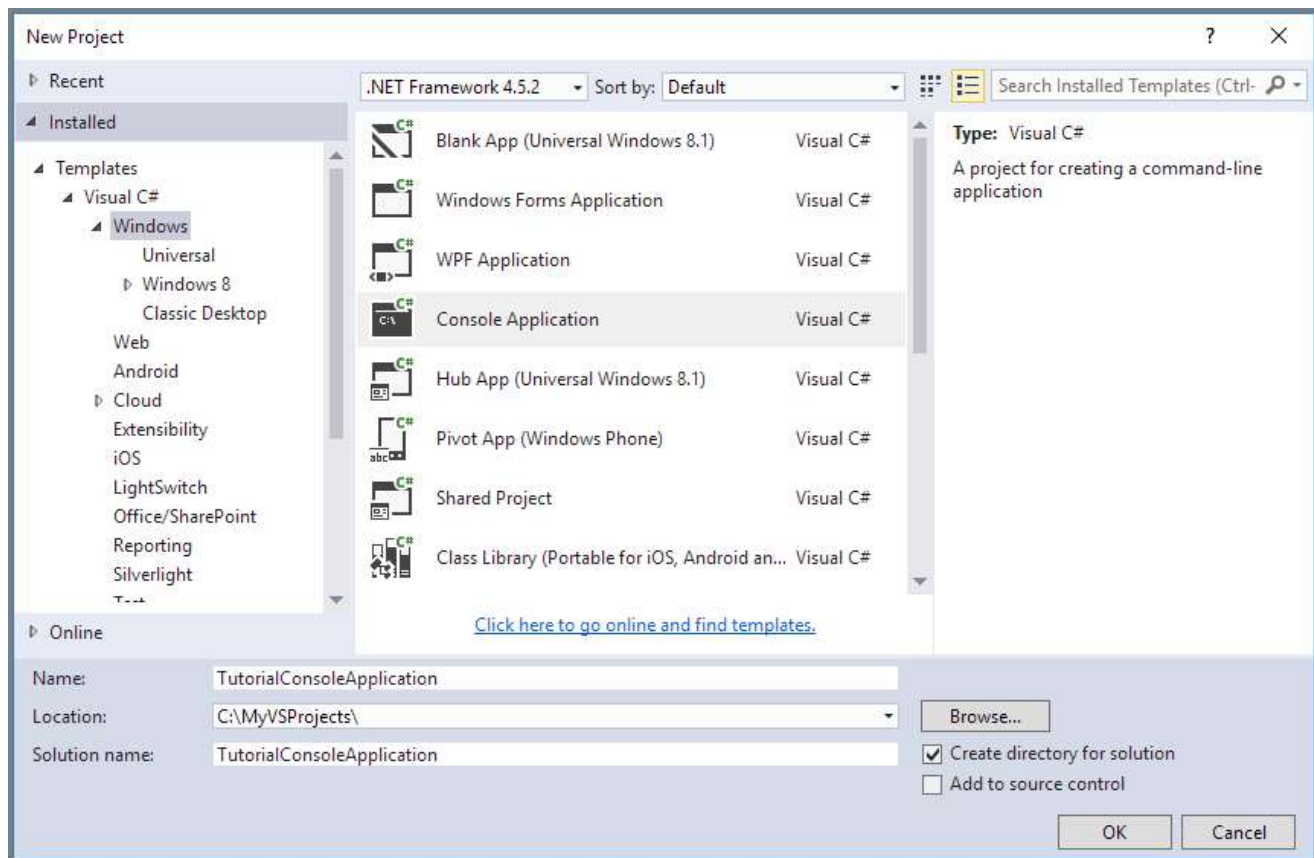 New Project
?
Recent
Installed
Templates
Visual C#
Windows
Universal
Windows 8
Classic Desktop
Web
Android
Cloud
Extensibility
iOS
LightSwitch
Office/SharePoint
Reporting
Silverlight
Online
.NET Framework 4.5.2 Sort by: Default
Search Installed Templates (Ctrl-
C# Blank App (Universal Windows 8.1) Visual C#
C# Windows Forms Application Visual C#
C# WPF Application Visual C#
C# C:\ Console Application Visual C#
C# Hub App (Universal Windows 8.1) Visual C#
C# abc Pivot App (Windows Phone) Visual C#
C# Shared Project Visual C#
C# Class Library (Portable for iOS, Android an... Visual C#
Click here to go online and find templates.
Type: Visual C#
A project for creating a command-line
application
Name: TutorialConsoleApplication
Location: C:\MyVSProjects\
Browse...
Solution name: TutorialConsoleApplication
Create directory for solution
Add to source control
OK Cancel